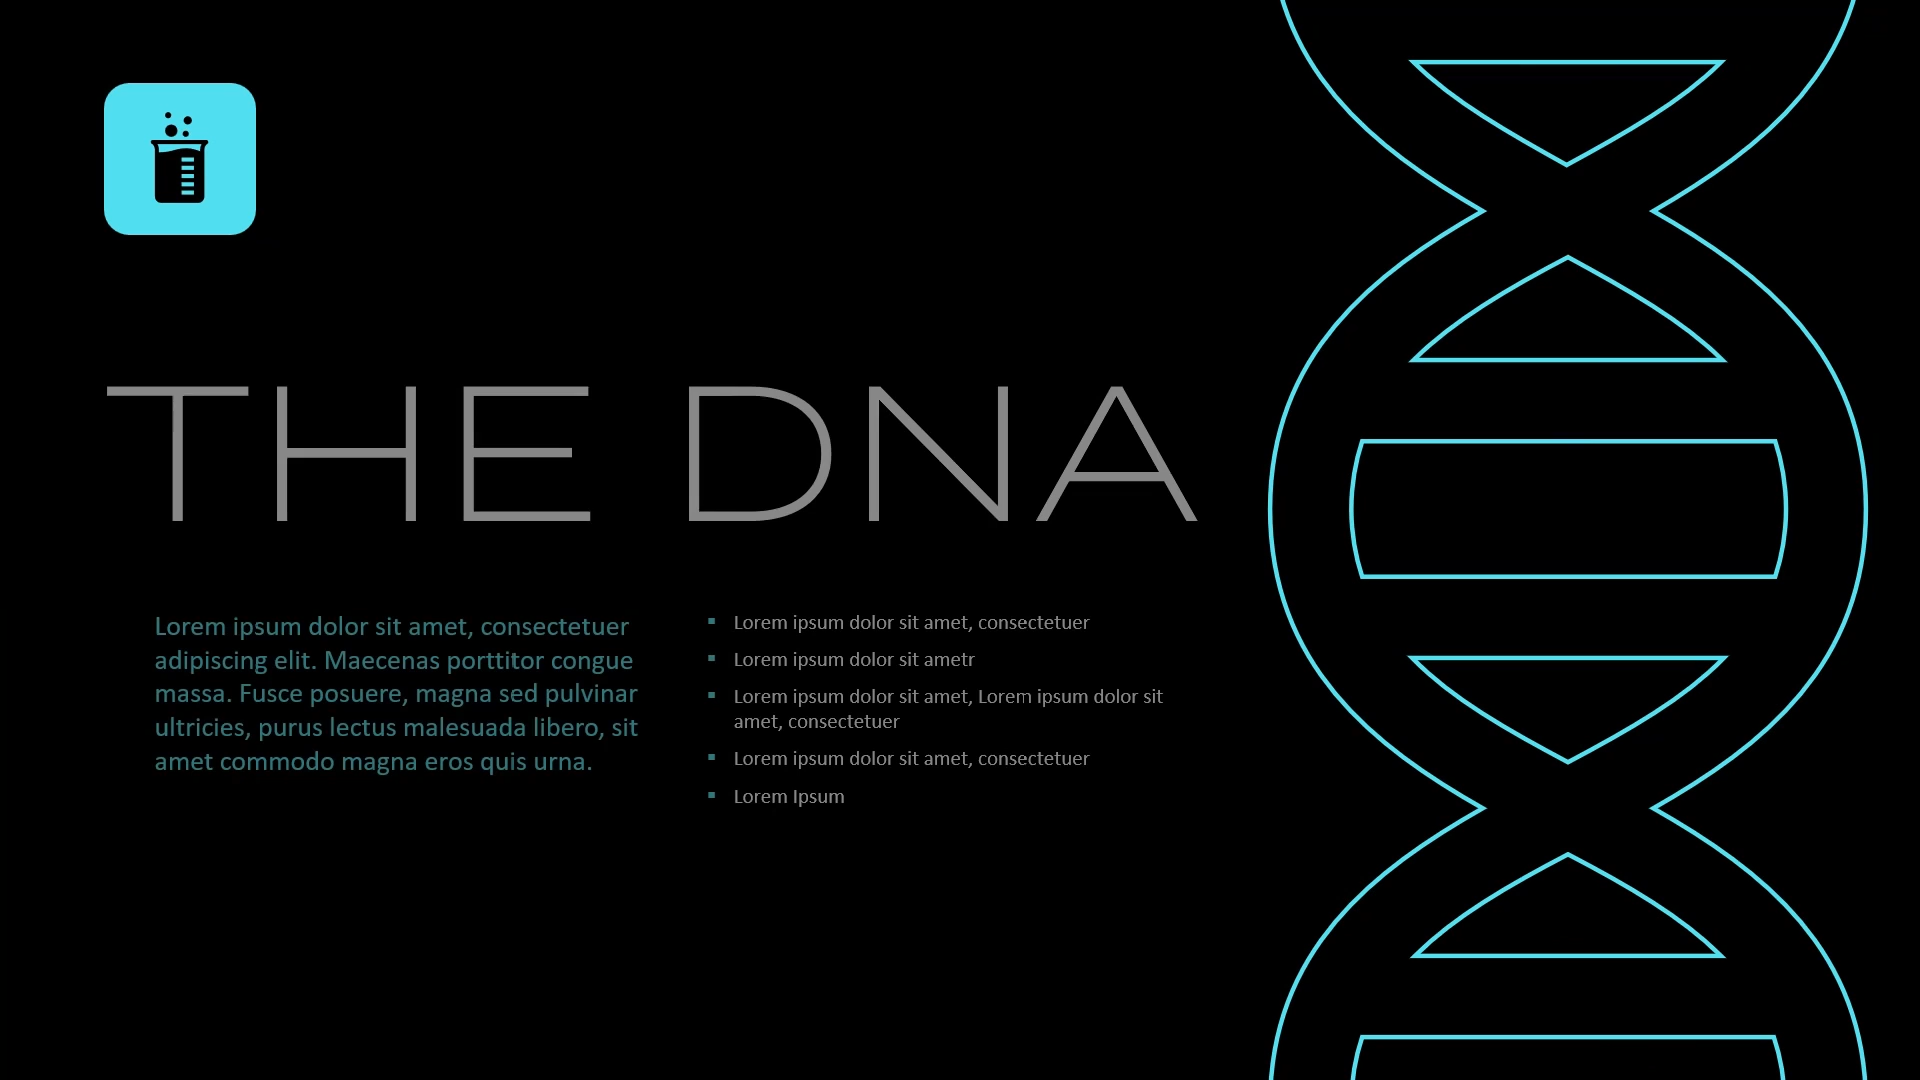 THE DNA
Lorem ipsum dolor sit amet, consectetuer
adipiscing elit. Maecenas porttitor congue
massa. Fusce posuere, magna sed pulvinar
ultricies, purus lectus malesuada libero, sit
amet commodo magna eros quis urna.
▪ Lorem ipsum dolor sit amet, consectetuer
▪ Lorem ipsum dolor sit ametr
▪ Lorem ipsum dolor sit amet, Lorem ipsum dolor sit
amet, consectetuer
▪ Lorem ipsum dolor sit amet, consectetuer
▪ Lorem Ipsum